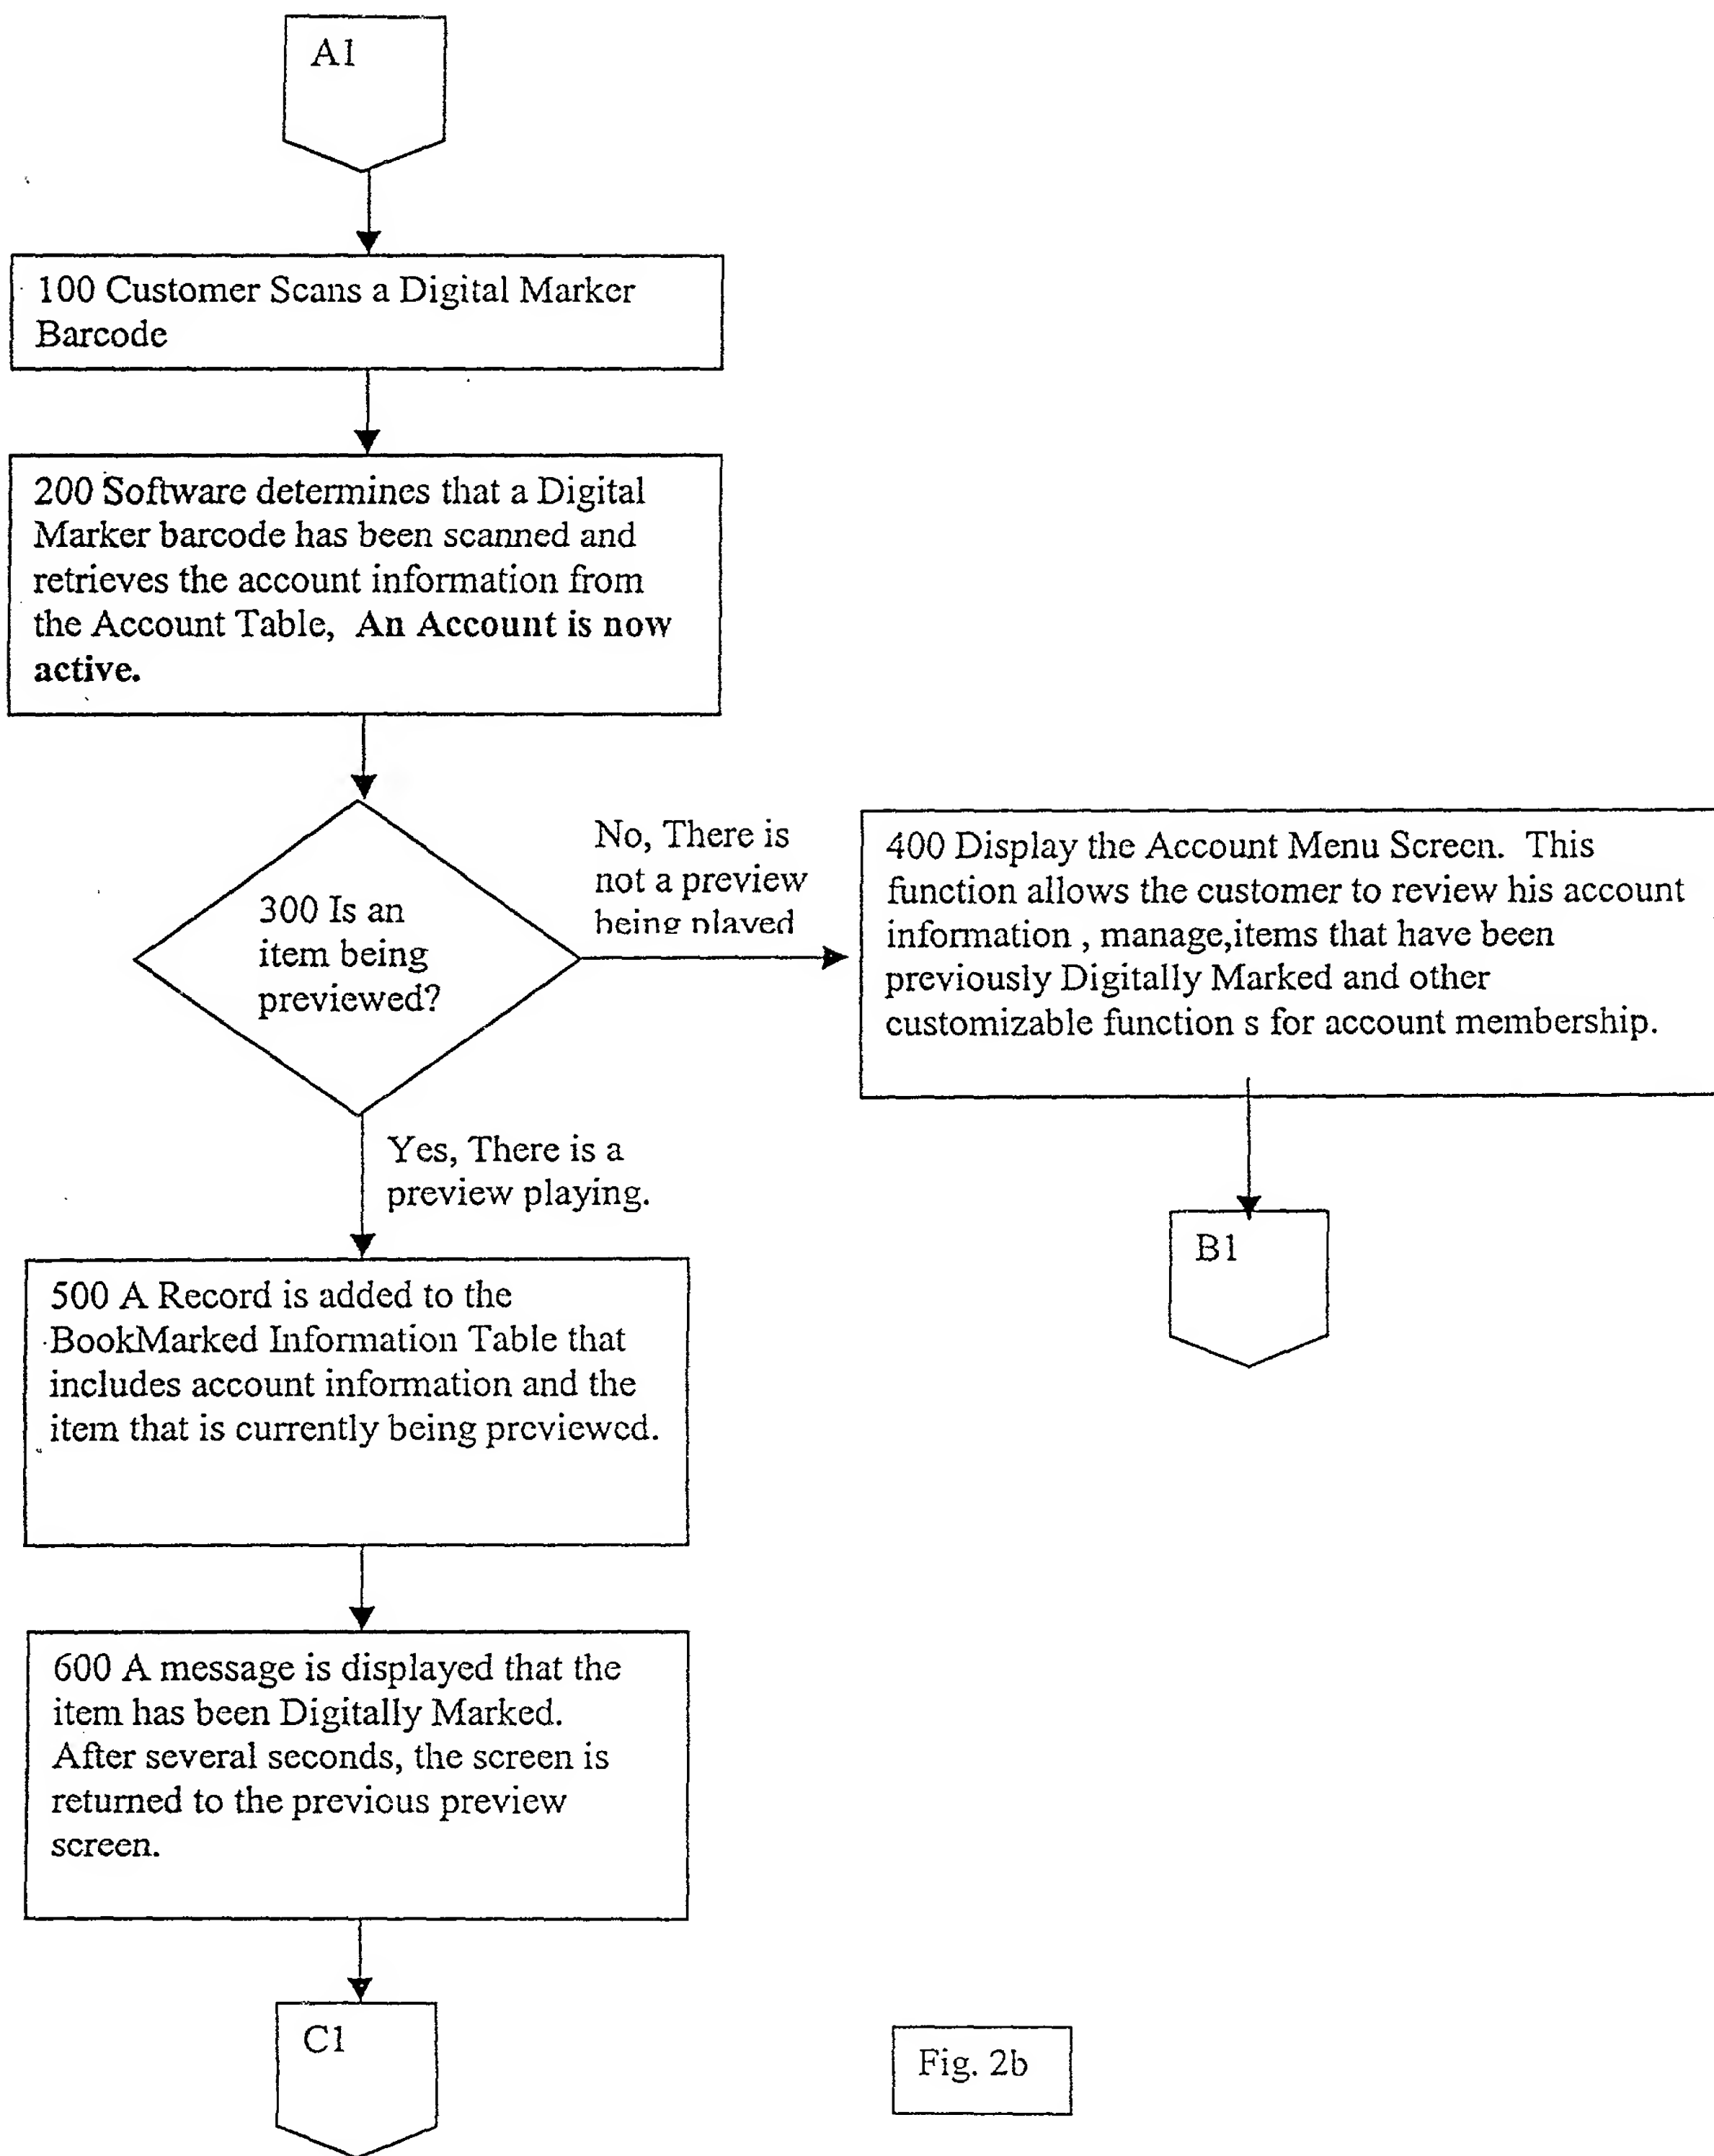 A1
100 Customer Scans a Digital Marker
Barcode
200 Software determines that a Digital
Marker barcode has been scanned and
retrieves the account information from
the Account Table, An Account is now
active.
300 Is an
item being
previewed?
No, There is
not a preview
being played
400 Display the Account Menu Screen. This
function allows the customer to review his account
information , manage,items that have been
previously Digitally Marked and other
customizable function s for account membership.
B1
Yes, There is a
preview playing.
500 A Record is added to the
BookMarked Information Table that
includes account information and the
item that is currently being previewed.
600 A message is displayed that the
item has been Digitally Marked.
After several seconds, the screen is
returned to the previous preview
screen.
C1
Fig. 2b